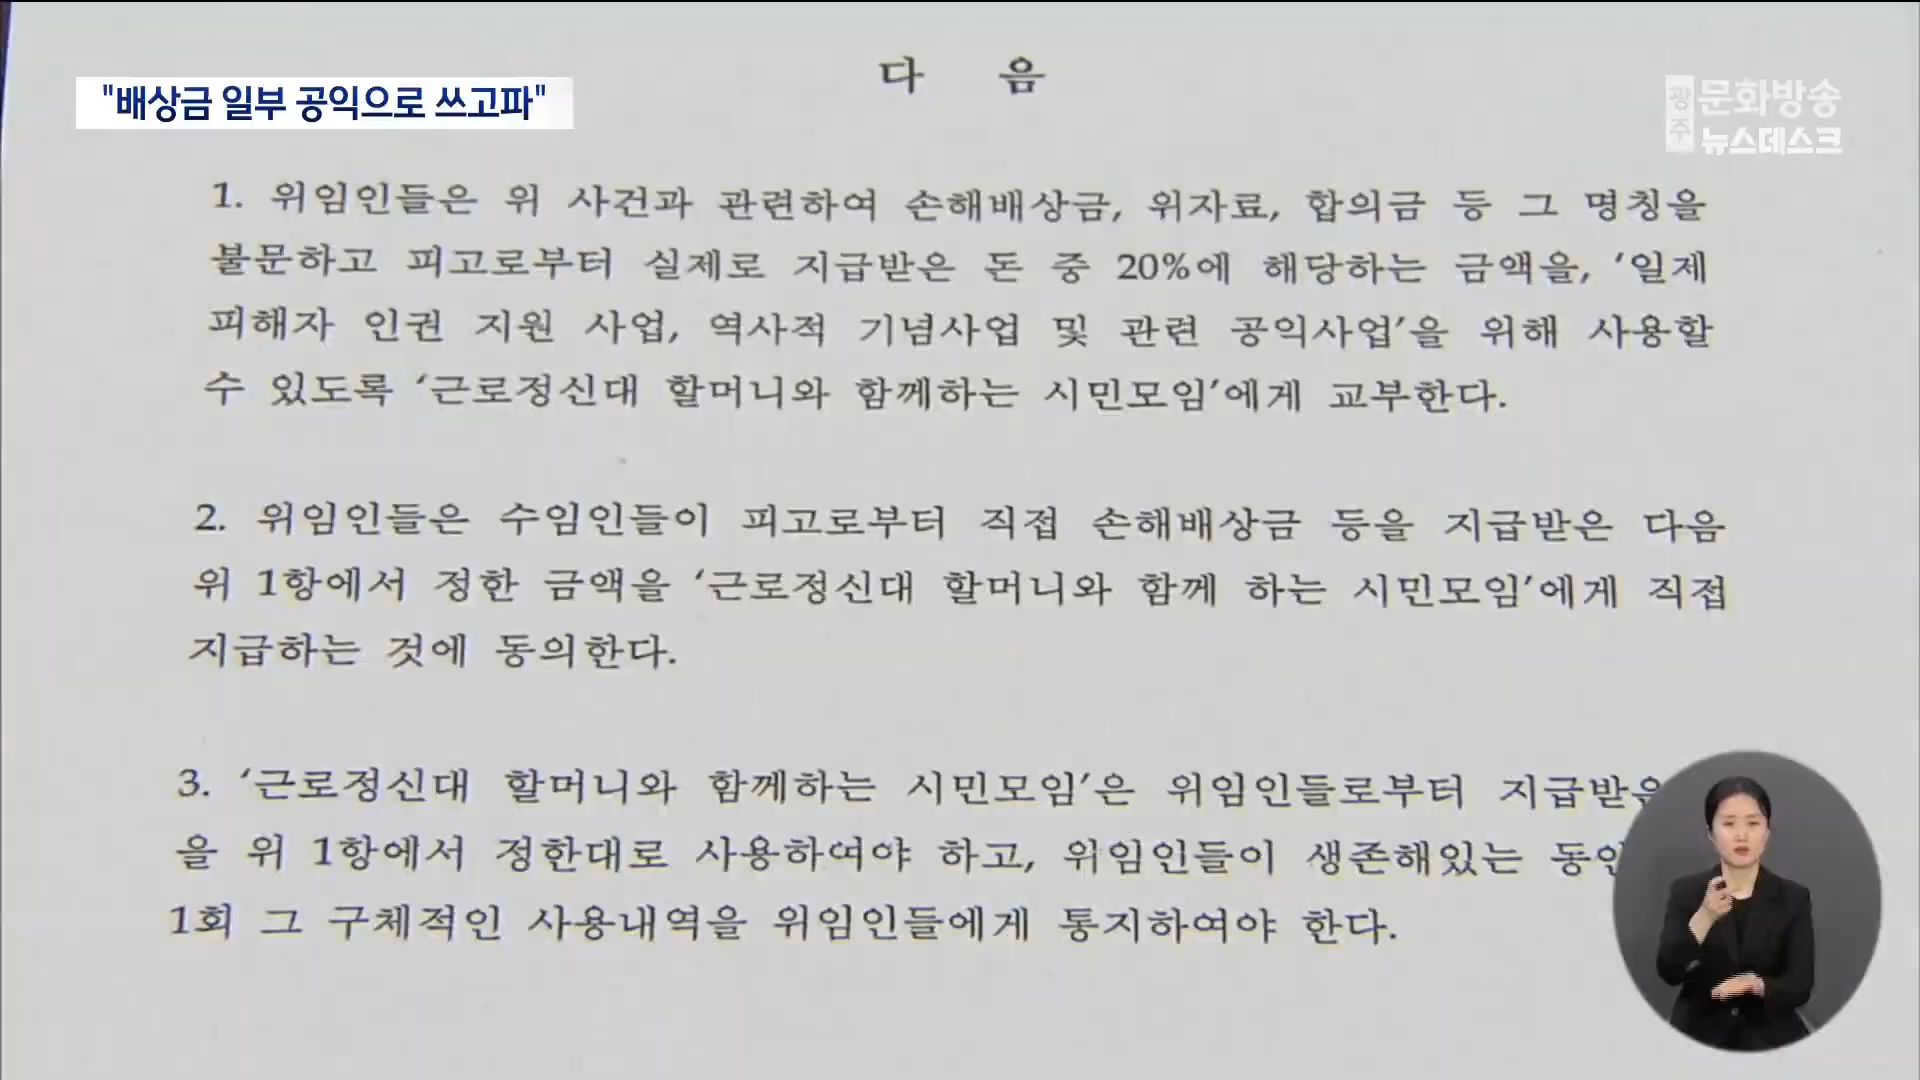 다 음
"배상금 일부 공익으로 쓰고파"
광주
문화방송
뉴스데스크
1. 위임인들은 위 사건과 관련하여 손해배상금, 위자료, 합의금 등 그 명칭을
불문하고 피고로부터 실제로 지급받은 돈 중 20%에 해당하는 금액을, ‘일제
피해자 인권 지원 사업, 역사적 기념사업 및 관련 공익사업’을 위해 사용할
수 있도록 ‘근로정신대 할머니와 함께하는 시민모임’에게 교부한다.
2. 위임인들은 수임인들이 피고로부터 직접 손해배상금 등을 지급받은 다음
위 1항에서 정한 금액을 ‘근로정신대 할머니와 함께 하는 시민모임’에게 직접
지급하는 것에 동의한다.
3. ‘근로정신대 할머니와 함께하는 시민모임’은 위임인들로부터 지급받은
을 위 1항에서 정한대로 사용하여야 하고, 위임인들이 생존해있는 동안
1회 그 구체적인 사용내역을 위임인들에게 통지하여야 한다.